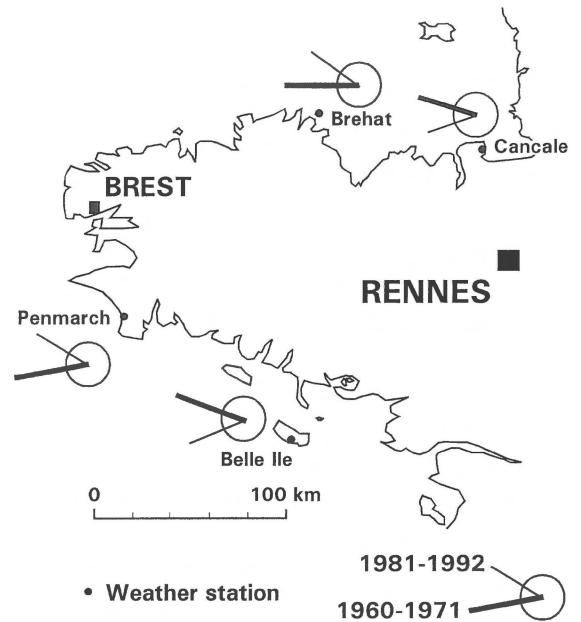 Brehat
Cancale
BREST
RENNES
Penmarch
Belle Ile
0 100 km
1981-1992
• Weather station
1960-1971